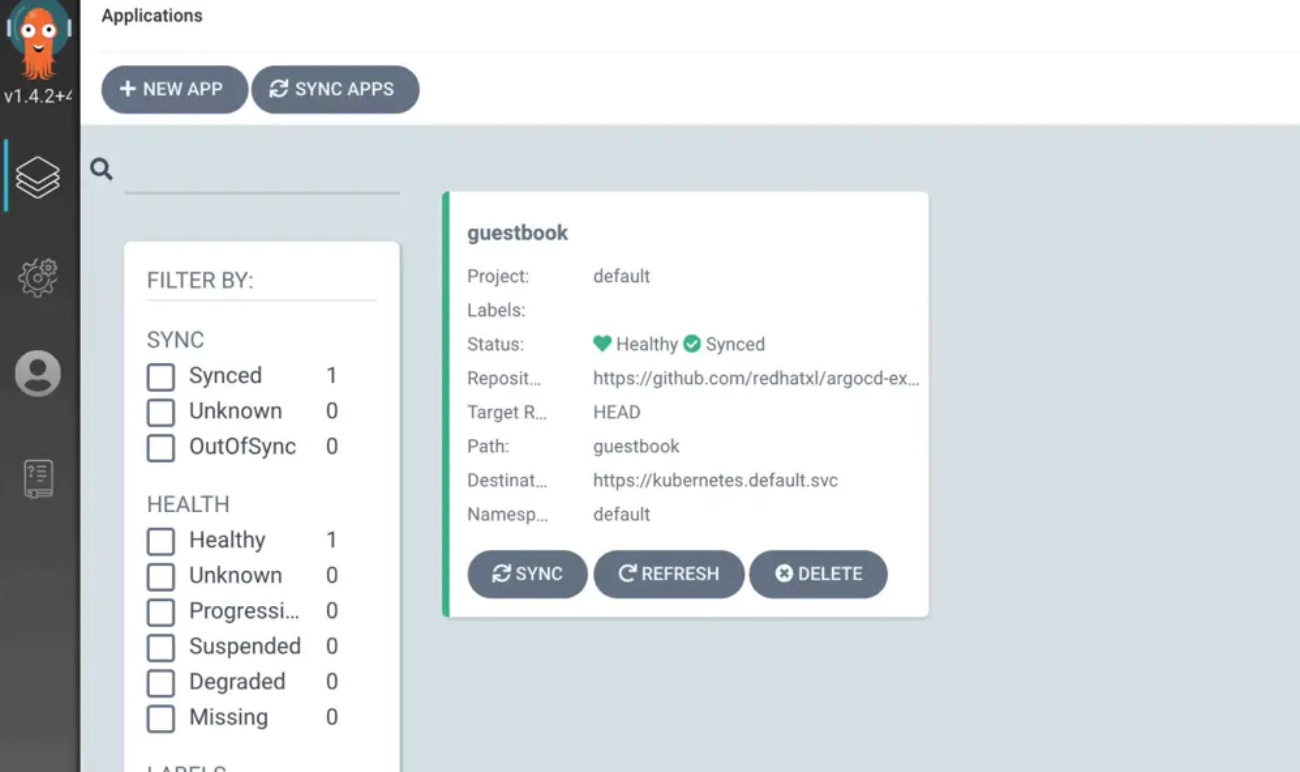 Applications
v1.4.2+4
NEW APP
SYNC APPS
FILTER BY:
SYNC
Synced 1
Unknown 0
OutOfSync 0
HEALTH
Healthy 1
Unknown 0
Progressi... 0
Suspended 0
Degraded 0
Missing 0
LABELS
guestbook
Project: default
Labels:
Status: Healthy Synced
Reposit... https://github.com/redhatxl/argocd-ex...
Target R... HEAD
Path: guestbook
Destinat... https://kubernetes.default.svc
Namesp... default
SYNC
REFRESH
DELETE